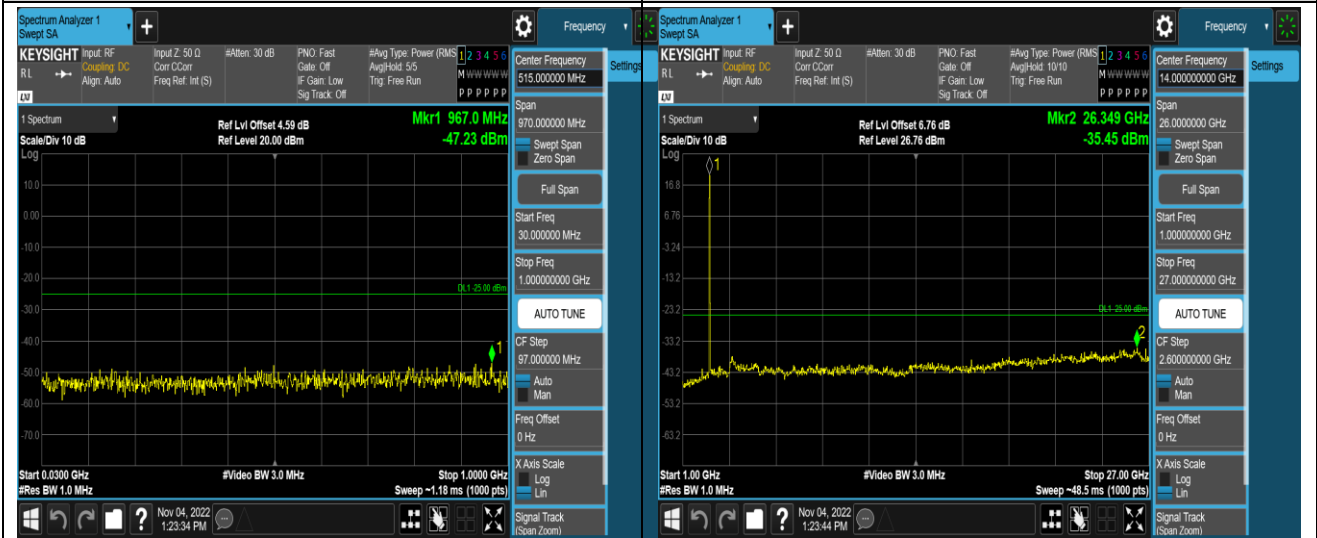 Spectrum Analyzer 1
Swept SA
+
Frequency
KEYSIGHT
Input: RF
Coupling: DC
Align: Auto
Input Z: 50 Ω
Corr CCorr
Freq Ref: Int (S)
#Atten: 30 dB
PNO: Fast
Gate: Off
IF Gain: Low
Sig Track: Off
#Avg Type: Power (RMS
Avg|Hold: 5/5
Trig: Free Run
1 2 3 4 5 6
M W W W W W
P P P P P P
RL
LXI
Center Frequency
515.000000 MHz
Settings
1 Spectrum
Scale/Div 10 dB
Log
Ref Lvl Offset 4.59 dB
Ref Level 20.00 dBm
Mkr1 967.0 MHz
-47.23 dBm
Span
970.000000 MHz
Swept Span
Zero Span
Full Span
Start Freq
30.000000 MHz
Stop Freq
1.000000000 GHz
AUTO TUNE
CF Step
97.000000 MHz
Auto
Man
Freq Offset
0 Hz
X Axis Scale
Log
Lin
Signal Track
(Span Zoom)
10.0
0.00
-10.0
-20.0
DL1 -25.00 dBm
-30.0
-40.0
1
-50.0
-60.0
-70.0
Start 0.0300 GHz
#Res BW 1.0 MHz
#Video BW 3.0 MHz
Stop 1.0000 GHz
Sweep ~1.18 ms (1000 pts)
?
Nov 04, 2022
1:23:34 PM
Spectrum Analyzer 1
Swept SA
+
Frequency
KEYSIGHT
Input: RF
Coupling: DC
Align: Auto
Input Z: 50 Ω
Corr CCorr
Freq Ref: Int (S)
#Atten: 30 dB
PNO: Fast
Gate: Off
IF Gain: Low
Sig Track: Off
#Avg Type: Power (RMS
Avg|Hold: 10/10
Trig: Free Run
1 2 3 4 5 6
M W W W W W
P P P P P P
RL
LXI
Center Frequency
14.000000000 GHz
Settings
1 Spectrum
Scale/Div 10 dB
Log
Ref Lvl Offset 6.76 dB
Ref Level 26.76 dBm
Mkr2 26.349 GHz
-35.45 dBm
Span
26.0000000 GHz
Swept Span
Zero Span
Full Span
Start Freq
1.000000000 GHz
Stop Freq
27.000000000 GHz
AUTO TUNE
CF Step
2.600000000 GHz
Auto
Man
Freq Offset
0 Hz
X Axis Scale
Log
Lin
Signal Track
(Span Zoom)
1
16.8
6.76
-3.24
-13.2
-23.2
DL1 -25.00 dBm
2
-33.2
-43.2
-53.2
-63.2
Start 1.00 GHz
#Res BW 1.0 MHz
#Video BW 3.0 MHz
Stop 27.00 GHz
Sweep ~48.5 ms (1000 pts)
?
Nov 04, 2022
1:23:44 PM